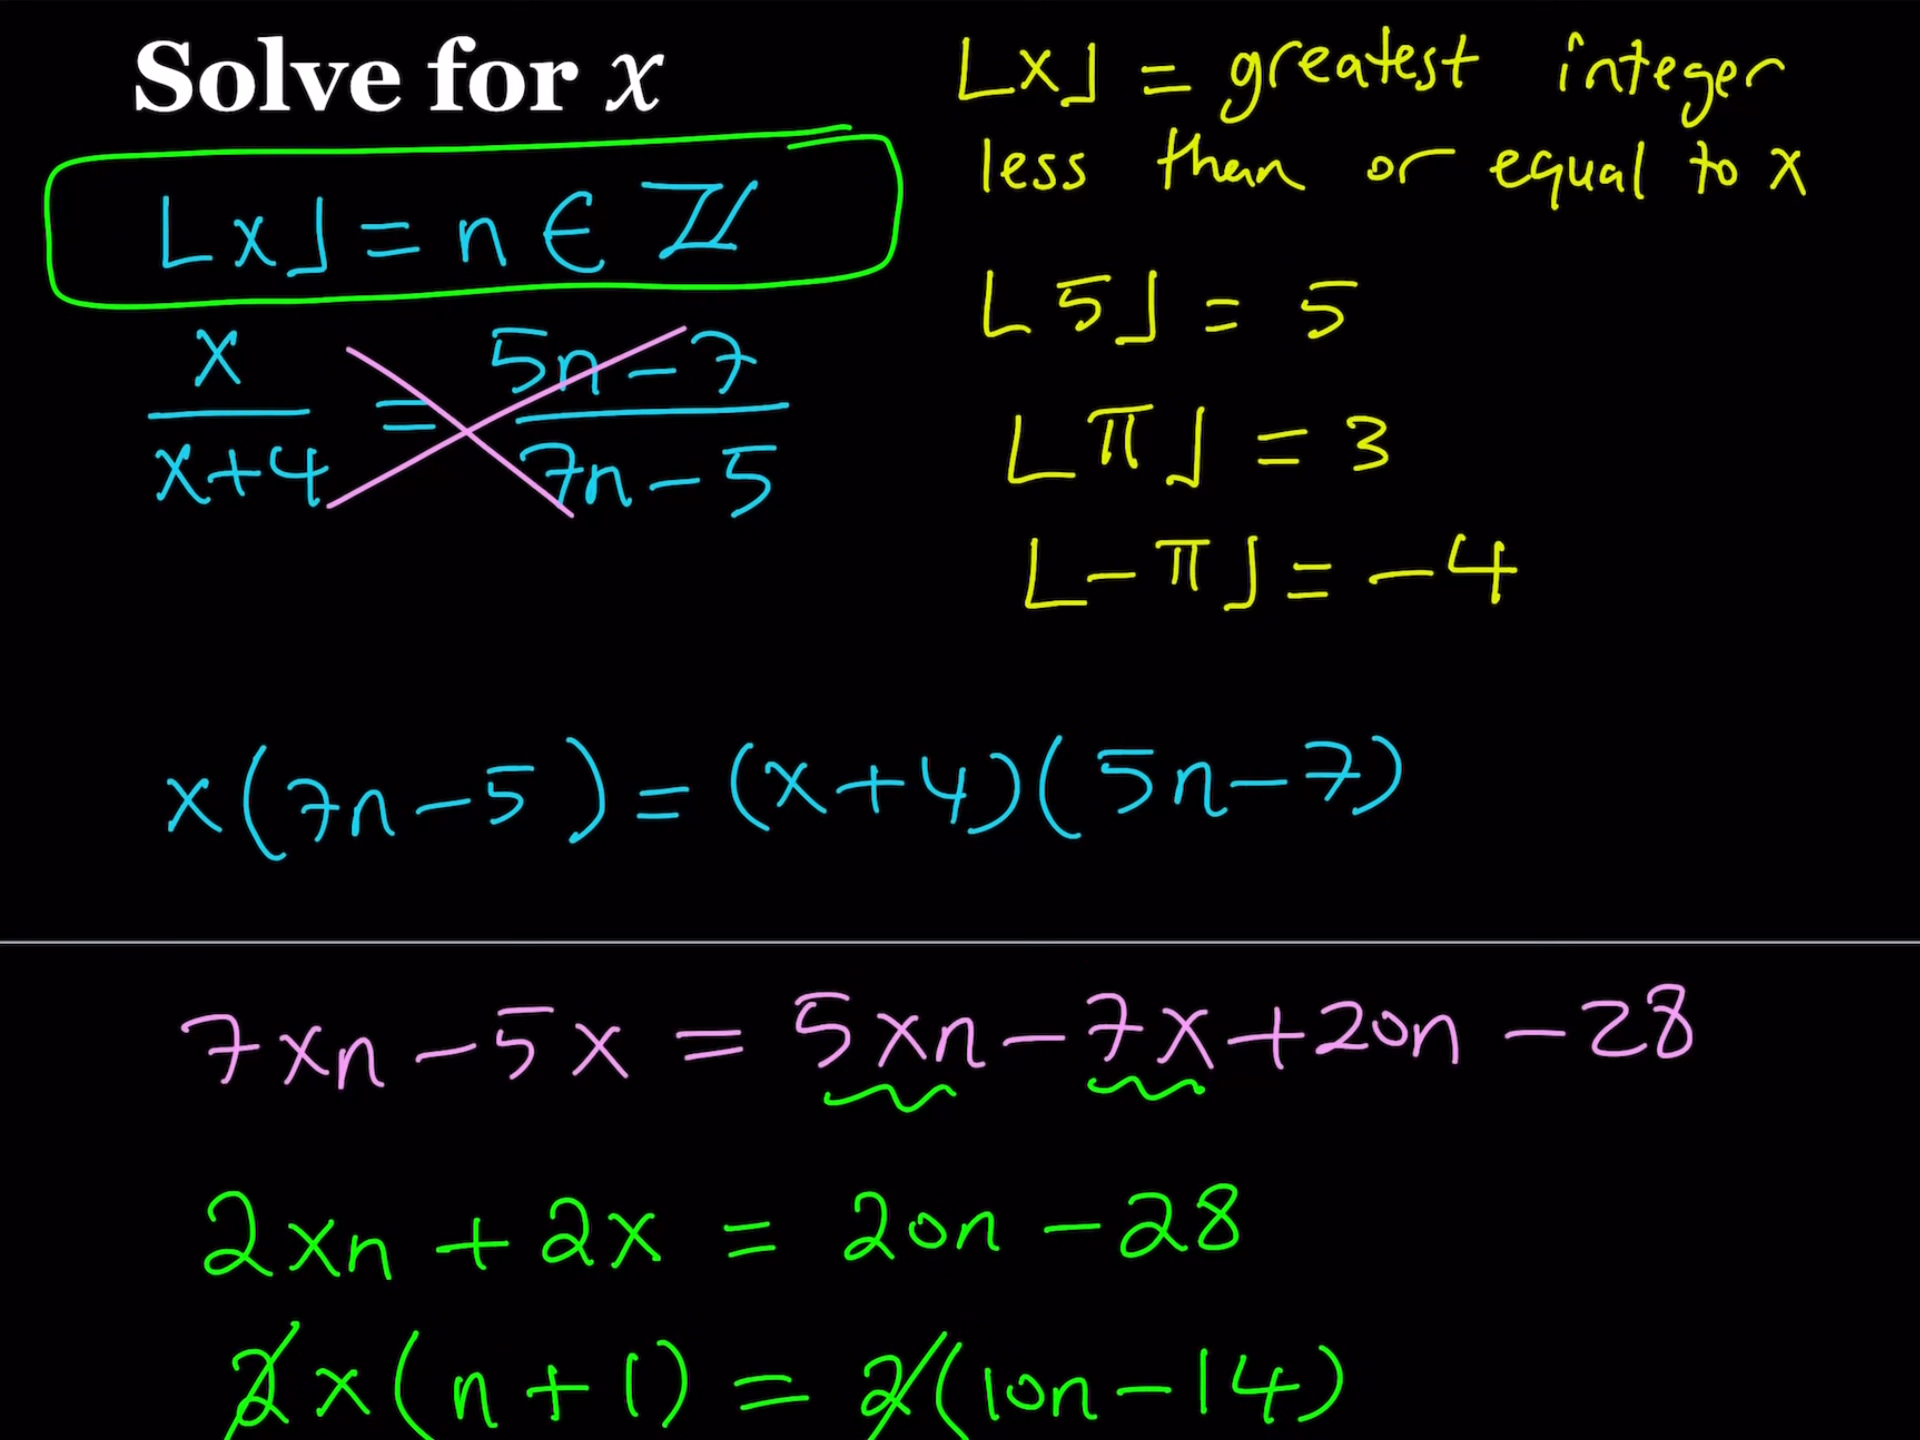 Solve for x
⌊x⌋ = n ∈ ℤ
x/(x+4) = (5n-7)/(7n-5)
⌊x⌋ = greatest integer
less than or equal to x
⌊5⌋ = 5
⌊π⌋ = 3
⌊-π⌋ = -4
x(7n-5) = (x+4)(5n-7)
7xn - 5x = 5xn - 7x + 20n - 28
2xn + 2x = 20n - 28
2x(n+1) = 2(10n-14)